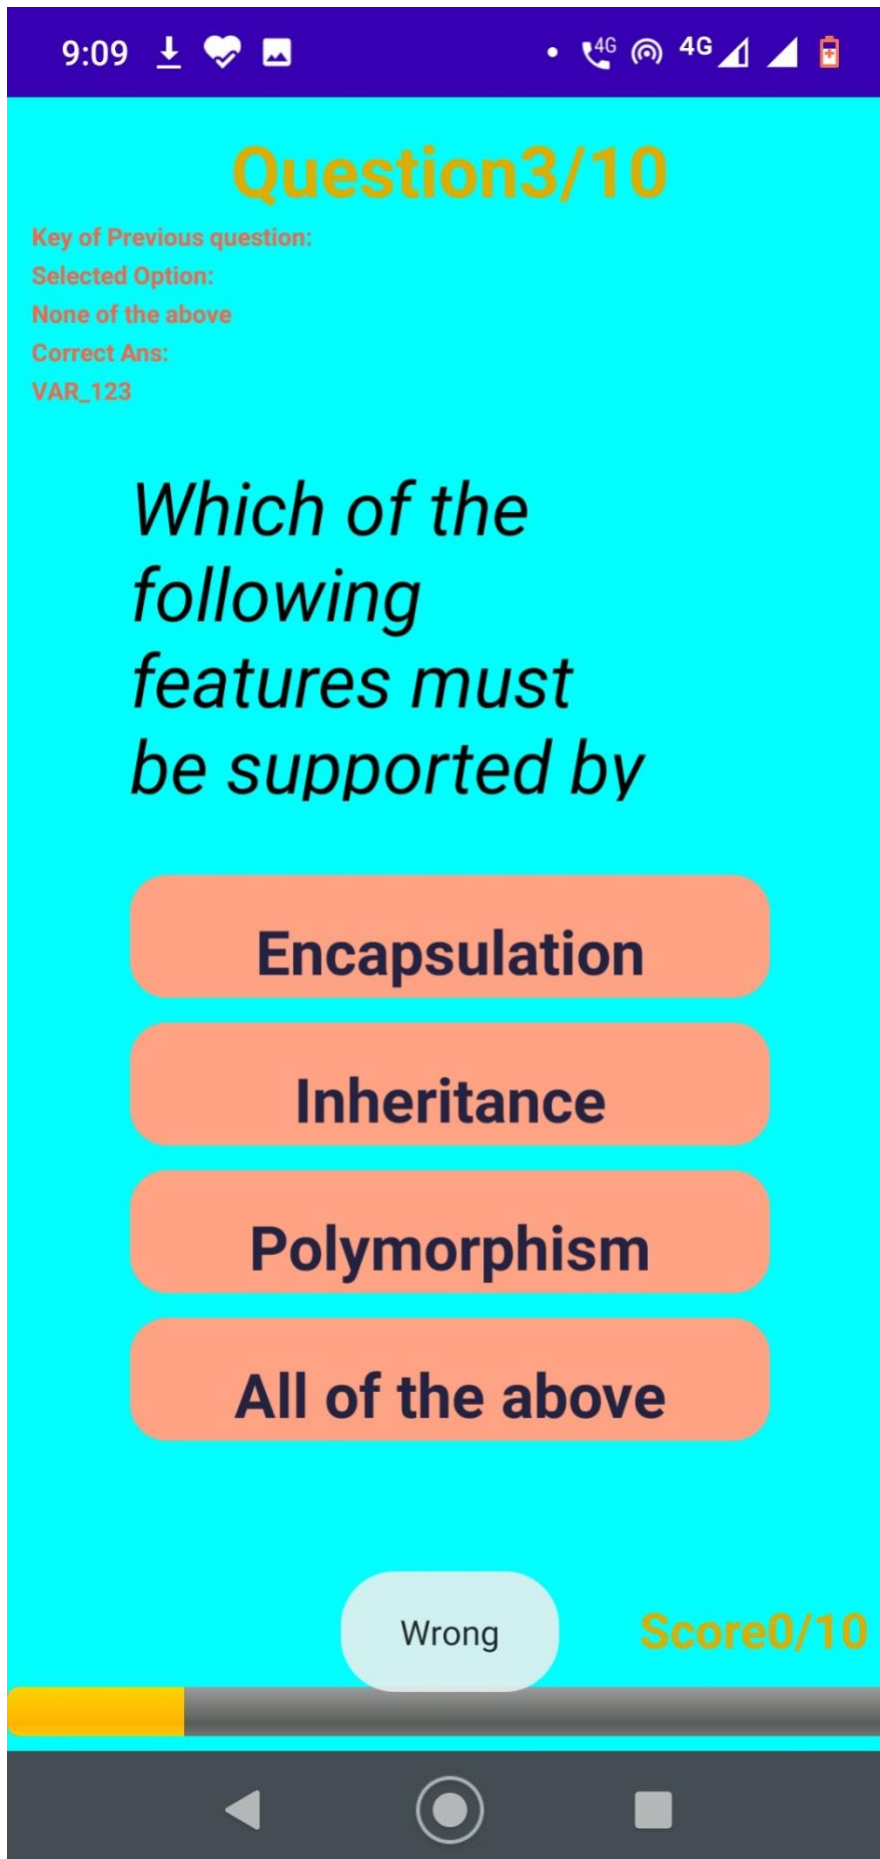 9:09
4G
4G
Question3/10
Key of Previous question:
Selected Option:
None of the above
Correct Ans:
VAR_123
Which of the
following
features must
be supported by
Encapsulation
Inheritance
Polymorphism
All of the above
Wrong
Score0/10